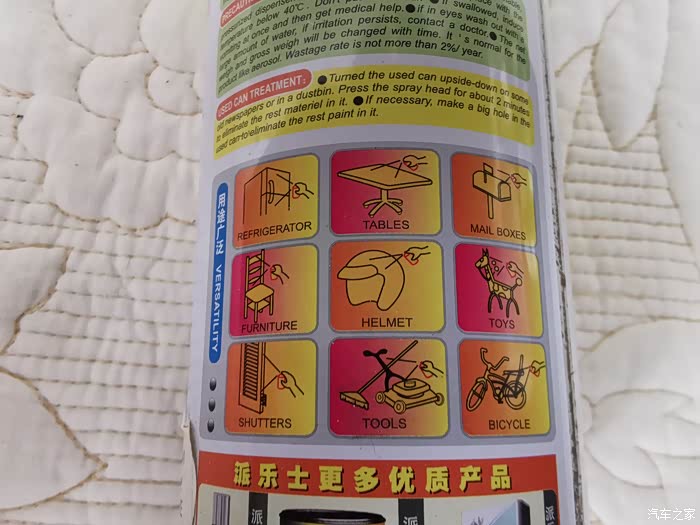 PRECAUTIONS
pressurized dispenser
temperature below 40℃. Don't
vomiting at once and then get medical help. ●if in eyes wash out with a
large amount of water, if irritation persists, contact a doctor. ● The net
weigh and gross weigh will be changed with time. It's normal for the
product like aerosol. Wastage rate is not more than 2%/ year.
USED CAN TREATMENT: ●Turned the used can upside-down on some
old newspapers or in a dustbin. Press the spray head for about 2 minutes
to eliminate the rest materiel in it. ●If necessary, make a big hole in the
used can to eliminate the rest paint in it.
用途广泛 VERSATILITY
REFRIGERATOR
TABLES
MAIL BOXES
FURNITURE
HELMET
TOYS
SHUTTERS
TOOLS
BICYCLE
派乐士更多优质产品
派
派
派
汽车之家